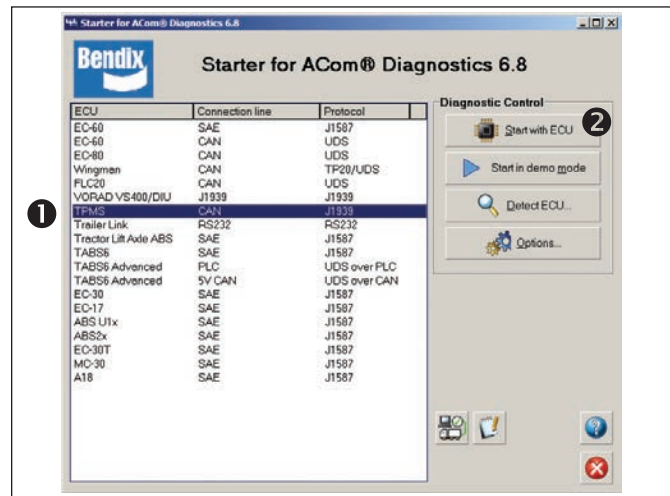 Starter for ACom® Diagnostics 6.8
Bendix
Starter for ACom® Diagnostics 6.8
ECU Connection line Protocol
EC-60 SAE J1587
EC-60 CAN UDS
EC-80 CAN UDS
Wingman CAN TP20/UDS
FLC20 CAN UDS
VORAD VS400/DIU J1939 J1939
TPMS CAN J1939
Trailer Link RS232 RS232
Tractor Lift Axle ABS SAE J1587
TABS6 SAE J1587
TABS6 Advanced PLC UDS over PLC
TABS6 Advanced 5V CAN UDS over CAN
EC-30 SAE J1587
EC-17 SAE J1587
ABS U1x SAE J1587
ABS2x SAE J1587
EC-30T SAE J1587
MC-30 SAE J1587
A18 SAE J1587
1
Diagnostic Control
Start with ECU 2
Start in demo mode
Detect ECU...
Options...